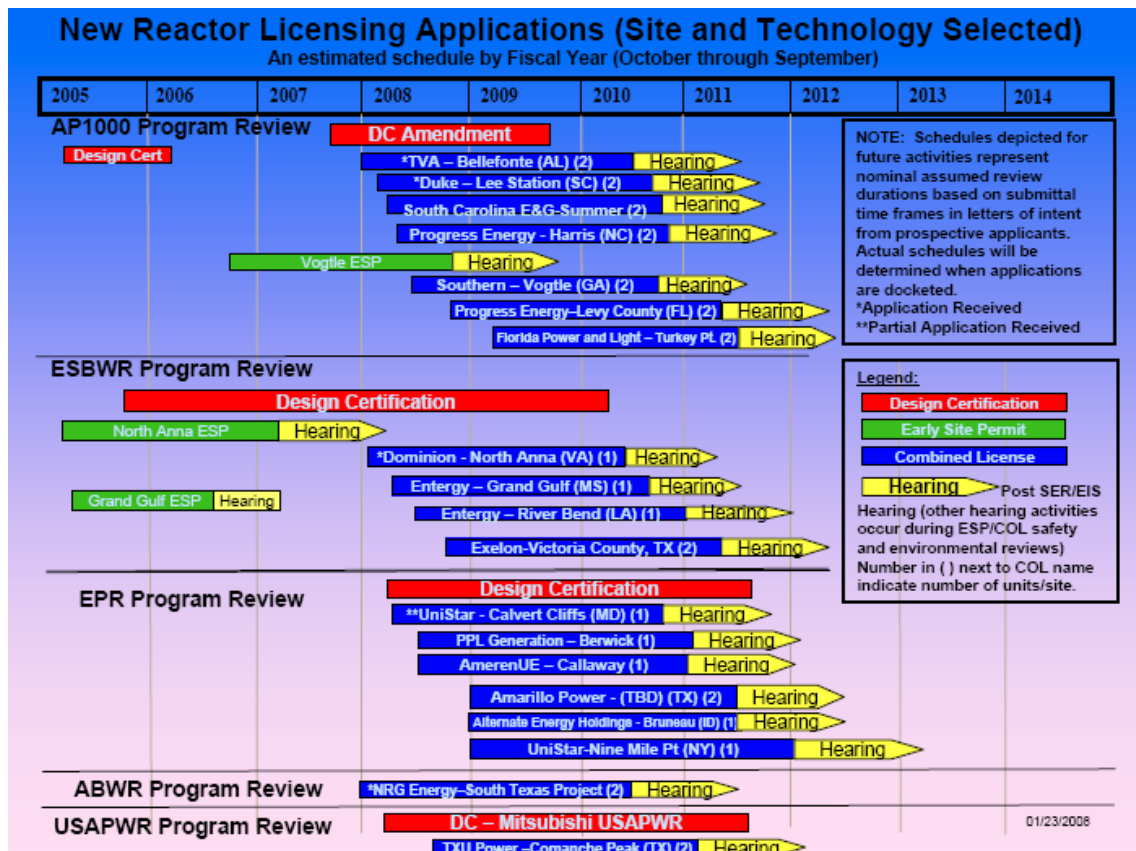 New Reactor Licensing Applications (Site and Technology Selected)
An estimated schedule by Fiscal Year (October through September)
2005 2006 2007 2008 2009 2010 2011 2012 2013 2014
AP1000 Program Review
DC Amendment
Design Cert
*TVA – Bellefonte (AL) (2) Hearing
*Duke – Lee Station (SC) (2) Hearing
South Carolina E&G-Summer (2) Hearing
Progress Energy - Harris (NC) (2) Hearing
Vogtle ESP Hearing
Southern – Vogtle (GA) (2) Hearing
Progress Energy–Levy County (FL) (2) Hearing
Florida Power and Light – Turkey Pt. (2) Hearing
NOTE: Schedules depicted for
future activities represent
nominal assumed review
durations based on submittal
time frames in letters of intent
from prospective applicants.
Actual schedules will be
determined when applications
are docketed.
*Application Received
**Partial Application Received
ESBWR Program Review
Design Certification
North Anna ESP Hearing
*Dominion - North Anna (VA) (1) Hearing
Entergy – Grand Gulf (MS) (1) Hearing
Grand Gulf ESP Hearing
Entergy – River Bend (LA) (1) Hearing
Exelon-Victoria County, TX (2) Hearing
Legend:
Design Certification
Early Site Permit
Combined License
Hearing Post SER/EIS
Hearing (other hearing activities
occur during ESP/COL safety
and environmental reviews)
Number in ( ) next to COL name
indicate number of units/site.
EPR Program Review
Design Certification
**UniStar - Calvert Cliffs (MD) (1) Hearing
PPL Generation – Berwick (1) Hearing
AmerenUE – Callaway (1) Hearing
Amarillo Power - (TBD) (TX) (2) Hearing
Alternate Energy Holdings - Bruneau (ID) (1) Hearing
UniStar-Nine Mile Pt (NY) (1) Hearing
ABWR Program Review
*NRG Energy–South Texas Project (2) Hearing
USAPWR Program Review
DC – Mitsubishi USAPWR
01/23/2008
TXU Power –Comanche Peak (TX) (2) Hearing